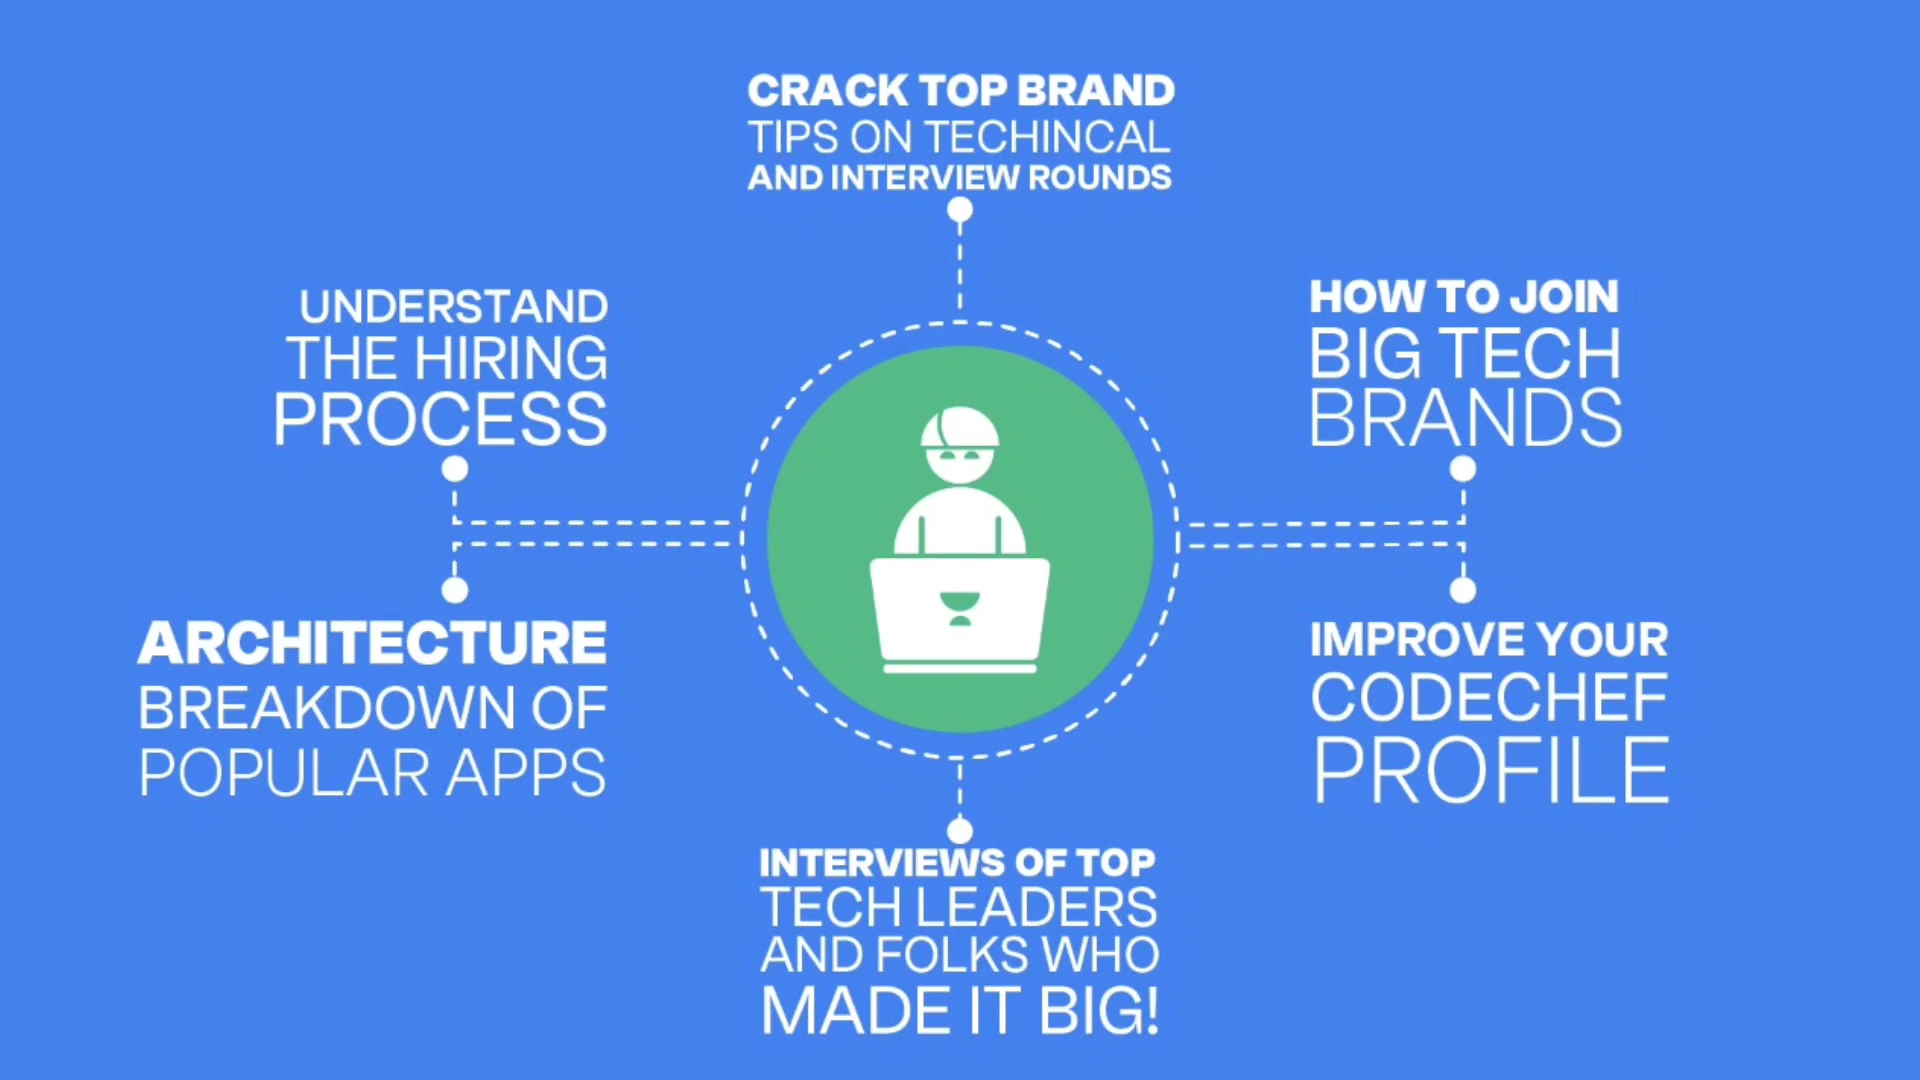 CRACK TOP BRAND
TIPS ON TECHINCAL
AND INTERVIEW ROUNDS
UNDERSTAND
THE HIRING
PROCESS
HOW TO JOIN
BIG TECH
BRANDS
ARCHITECTURE
BREAKDOWN OF
POPULAR APPS
IMPROVE YOUR
CODECHEF
PROFILE
INTERVIEWS OF TOP
TECH LEADERS
AND FOLKS WHO
MADE IT BIG!